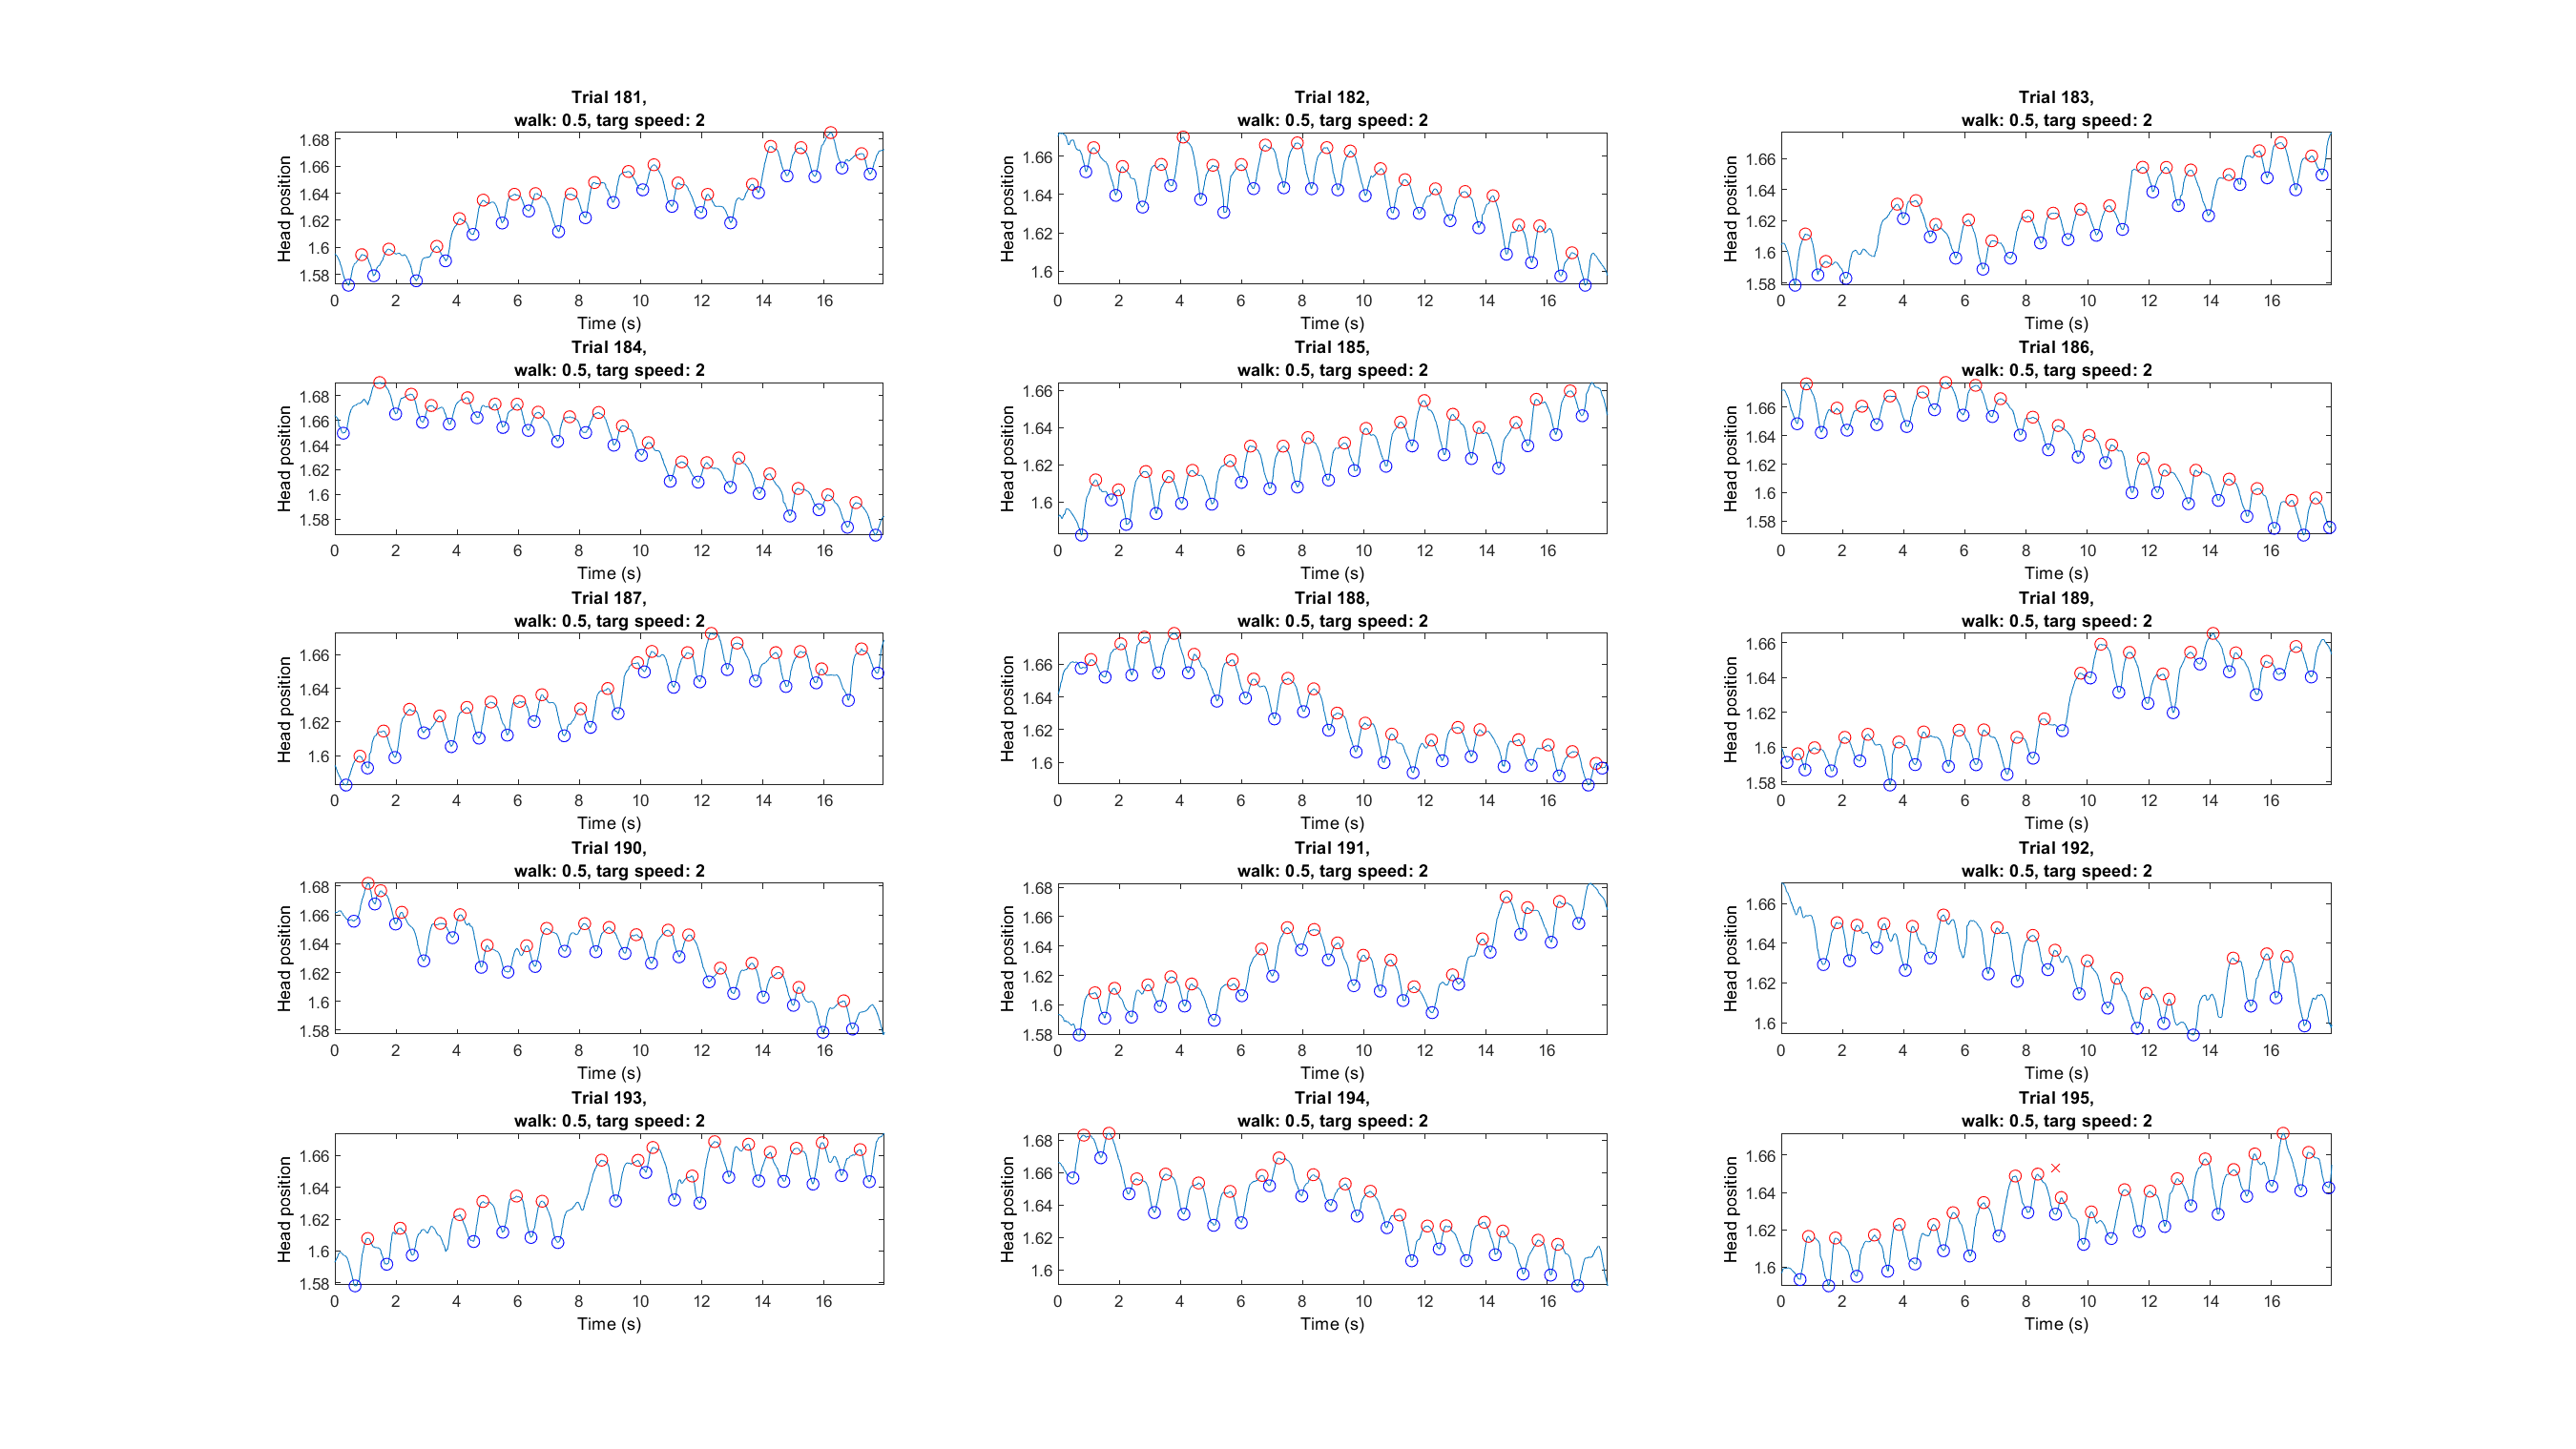 Trial 181,
walk: 0.5, targ speed: 2
1.68
1.66
1.64
1.62
1.6
1.58
Head position
0 2 4 6 8 10 12 14 16
Time (s)
Trial 182,
walk: 0.5, targ speed: 2
1.66
1.64
1.62
1.6
Head position
0 2 4 6 8 10 12 14 16
Time (s)
Trial 183,
walk: 0.5, targ speed: 2
1.66
1.64
1.62
1.6
1.58
Head position
0 2 4 6 8 10 12 14 16
Time (s)
Trial 184,
walk: 0.5, targ speed: 2
1.68
1.66
1.64
1.62
1.6
1.58
Head position
0 2 4 6 8 10 12 14 16
Time (s)
Trial 185,
walk: 0.5, targ speed: 2
1.66
1.64
1.62
1.6
Head position
0 2 4 6 8 10 12 14 16
Time (s)
Trial 186,
walk: 0.5, targ speed: 2
1.66
1.64
1.62
1.6
1.58
Head position
0 2 4 6 8 10 12 14 16
Time (s)
Trial 187,
walk: 0.5, targ speed: 2
1.66
1.64
1.62
1.6
Head position
0 2 4 6 8 10 12 14 16
Time (s)
Trial 188,
walk: 0.5, targ speed: 2
1.66
1.64
1.62
1.6
Head position
0 2 4 6 8 10 12 14 16
Time (s)
Trial 189,
walk: 0.5, targ speed: 2
1.66
1.64
1.62
1.6
1.58
Head position
0 2 4 6 8 10 12 14 16
Time (s)
Trial 190,
walk: 0.5, targ speed: 2
1.68
1.66
1.64
1.62
1.6
1.58
Head position
0 2 4 6 8 10 12 14 16
Time (s)
Trial 191,
walk: 0.5, targ speed: 2
1.68
1.66
1.64
1.62
1.6
1.58
Head position
0 2 4 6 8 10 12 14 16
Time (s)
Trial 192,
walk: 0.5, targ speed: 2
1.66
1.64
1.62
1.6
Head position
0 2 4 6 8 10 12 14 16
Time (s)
Trial 193,
walk: 0.5, targ speed: 2
1.66
1.64
1.62
1.6
1.58
Head position
0 2 4 6 8 10 12 14 16
Time (s)
Trial 194,
walk: 0.5, targ speed: 2
1.68
1.66
1.64
1.62
1.6
Head position
0 2 4 6 8 10 12 14 16
Time (s)
Trial 195,
walk: 0.5, targ speed: 2
1.66
1.64
1.62
1.6
Head position
0 2 4 6 8 10 12 14 16
Time (s)